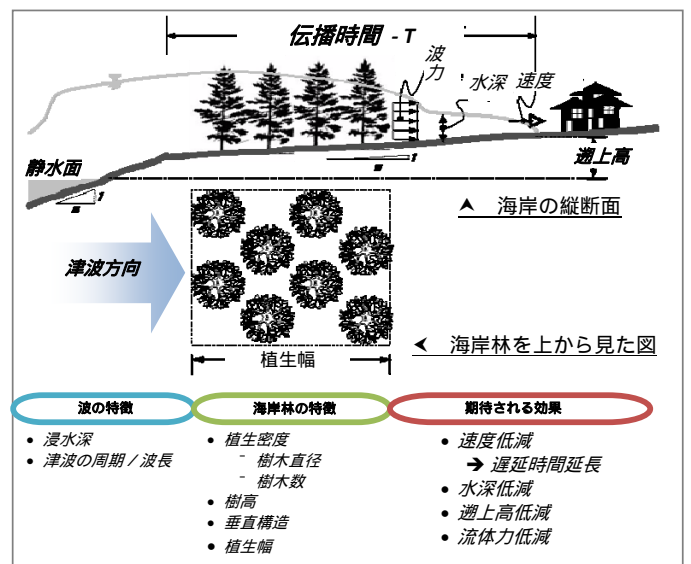 伝播時間 - T
波力
水深
速度
遡上高
静水面
1
m
1
m
▲ 海岸の縦断面
津波方向
◄ 海岸林を上から見た図
植生幅
波の特徴
海岸林の特徴
期待される効果
• 浸水深
• 津波の周期 / 波長
• 植生密度
- 樹木直径
- 樹木数
• 樹高
• 垂直構造
• 植生幅
• 速度低減
➔ 遅延時間延長
• 水深低減
• 遡上高低減
• 流体力低減